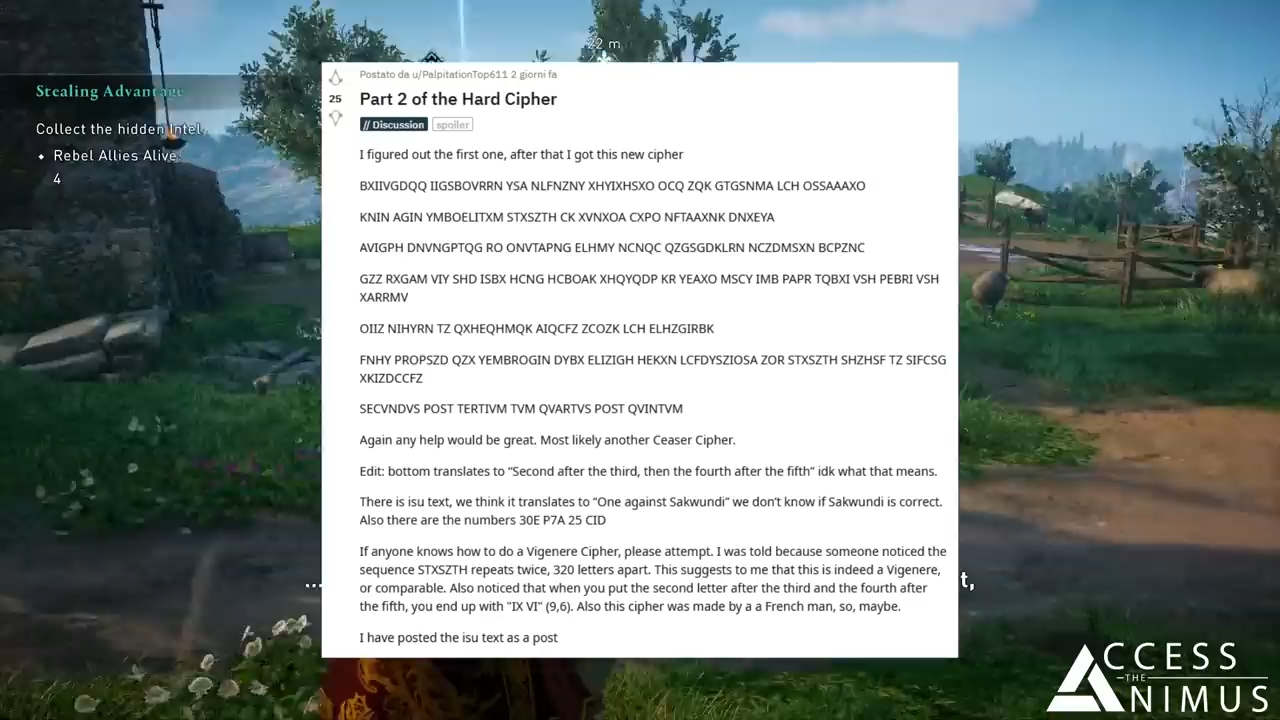 22 m
Stealing Advantage
Collect the hidden Intel
Rebel Allies Alive:
4
Postato da u/PalpitationTop611 2 giorni fa
25
Part 2 of the Hard Cipher
// Discussion spoiler
I figured out the first one, after that I got this new cipher
BXIIVGDQQ IIGSBOVRRN YSA NLFNZNY XHYIXHSXO OCQ ZQK GTGSNMA LCH OSSAAAXO
KNIN AGIN YMBOELITXM STXSZTH CK XVNXOA CXPO NFTAAXNK DNXEYA
AVIGPH DNVNGPTQG RO ONVTAPNG ELHMY NCNQC QZGSGDKLRN NCZDMSXN BCPZNC
GZZ RXGAM VIY SHD ISBX HCNG HCBOAK XHQYQDP KR YEAXO MSCY IMB PAPR TQBXI VSH PEBRI VSH
XARRMV
OIIZ NIHYRN TZ QXHEQHMQK AIQCFZ ZCOZK LCH ELHZGIRBK
FNHY PROPSZD QZX YEMBROGIN DYBX ELIZIGH HEKXN LCFDYSZIOSA ZOR STXSZTH SHZHSF TZ SIFCSG
XKIZDCCFZ
SECVNDVS POST TERTIVM TVM QVARTVS POST QVINTVM
Again any help would be great. Most likely another Ceaser Cipher.
Edit: bottom translates to “Second after the third, then the fourth after the fifth” idk what that means.
There is isu text, we think it translates to “One against Sakwundi” we don’t know if Sakwundi is correct.
Also there are the numbers 30E P7A 25 CID
If anyone knows how to do a Vigenere Cipher, please attempt. I was told because someone noticed the
sequence STXSZTH repeats twice, 320 letters apart. This suggests to me that this is indeed a Vigenere,
or comparable. Also noticed that when you put the second letter after the third and the fourth after
the fifth, you end up with "IX VI" (9,6). Also this cipher was made by a a French man, so, maybe.
I have posted the isu text as a post
... t,
ACCESS
THE
ANIMUS